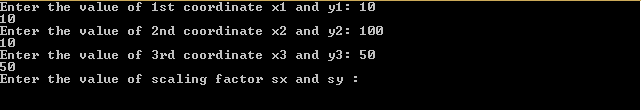 Enter the value of 1st coordinate x1 and y1: 10
10
Enter the value of 2nd coordinate x2 and y2: 100
10
Enter the value of 3rd coordinate x3 and y3: 50
50
Enter the value of scaling factor sx and sy :